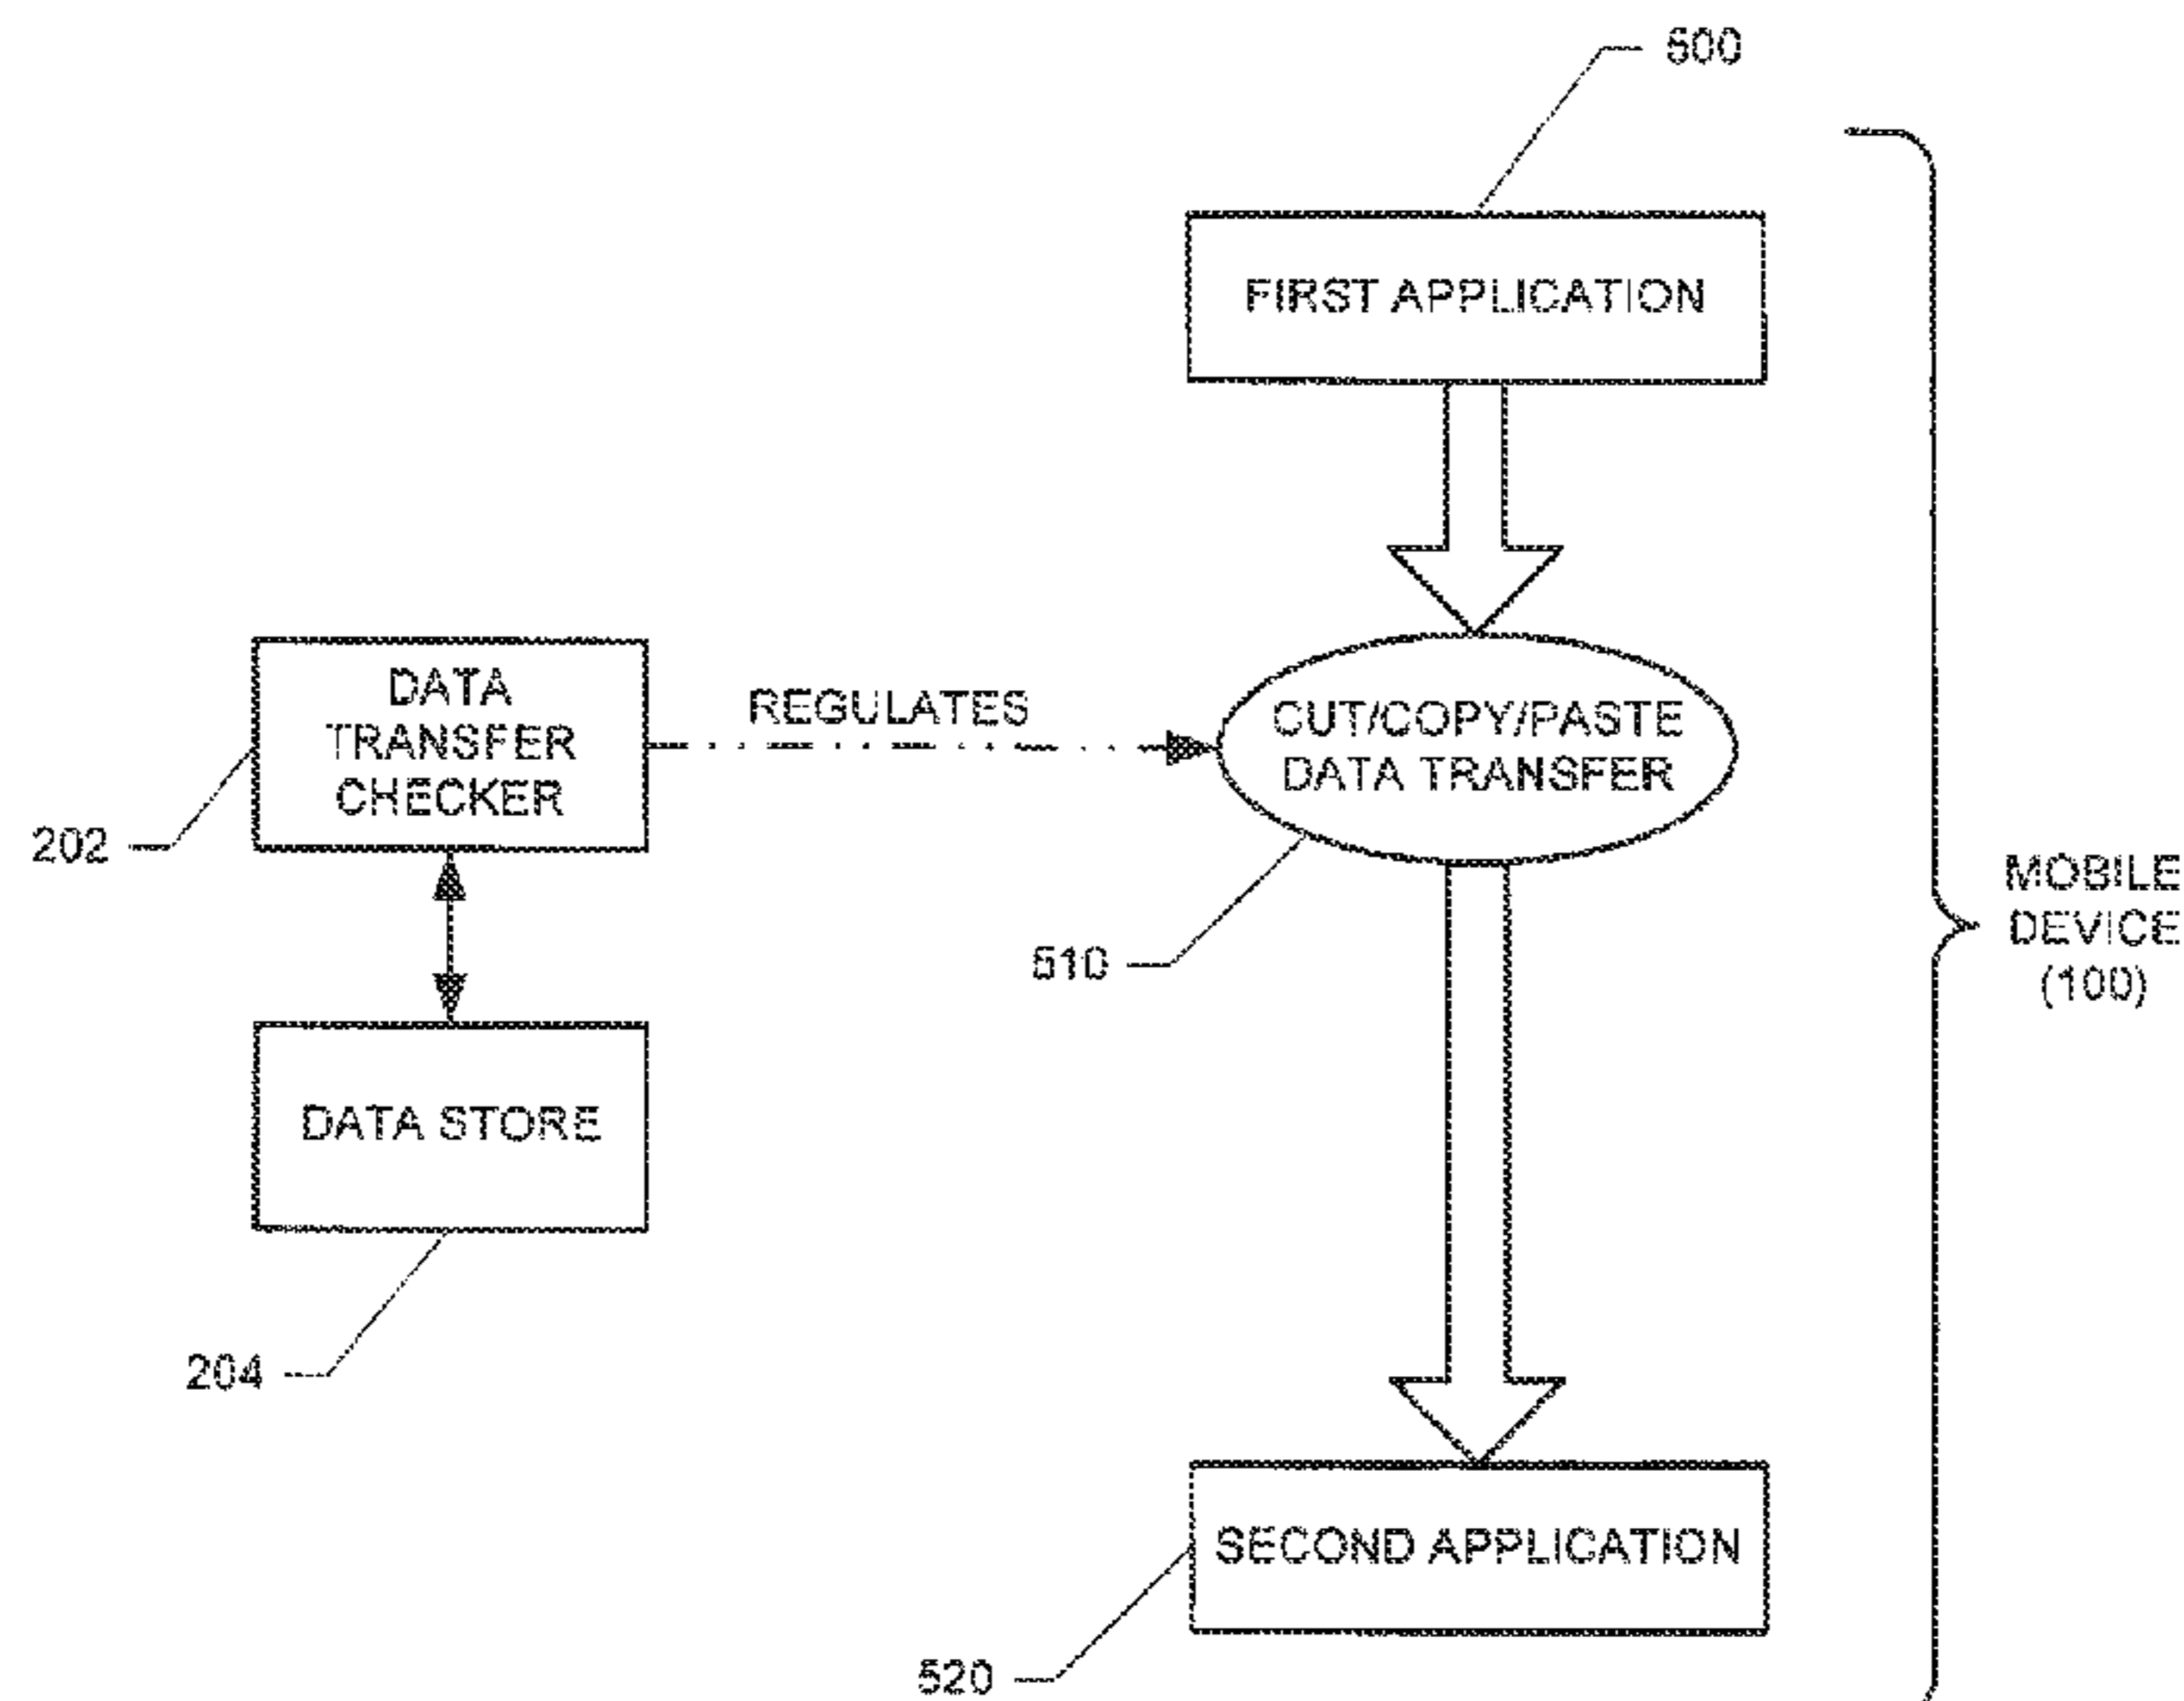 500
FIRST APPLICATION
DATA
TRANSFER
CHECKER
REGULATES
CUT/COPY/PASTE
DATA TRANSFER
202
510
MOBILE
DEVICE
(100)
DATA STORE
204
SECOND APPLICATION
520